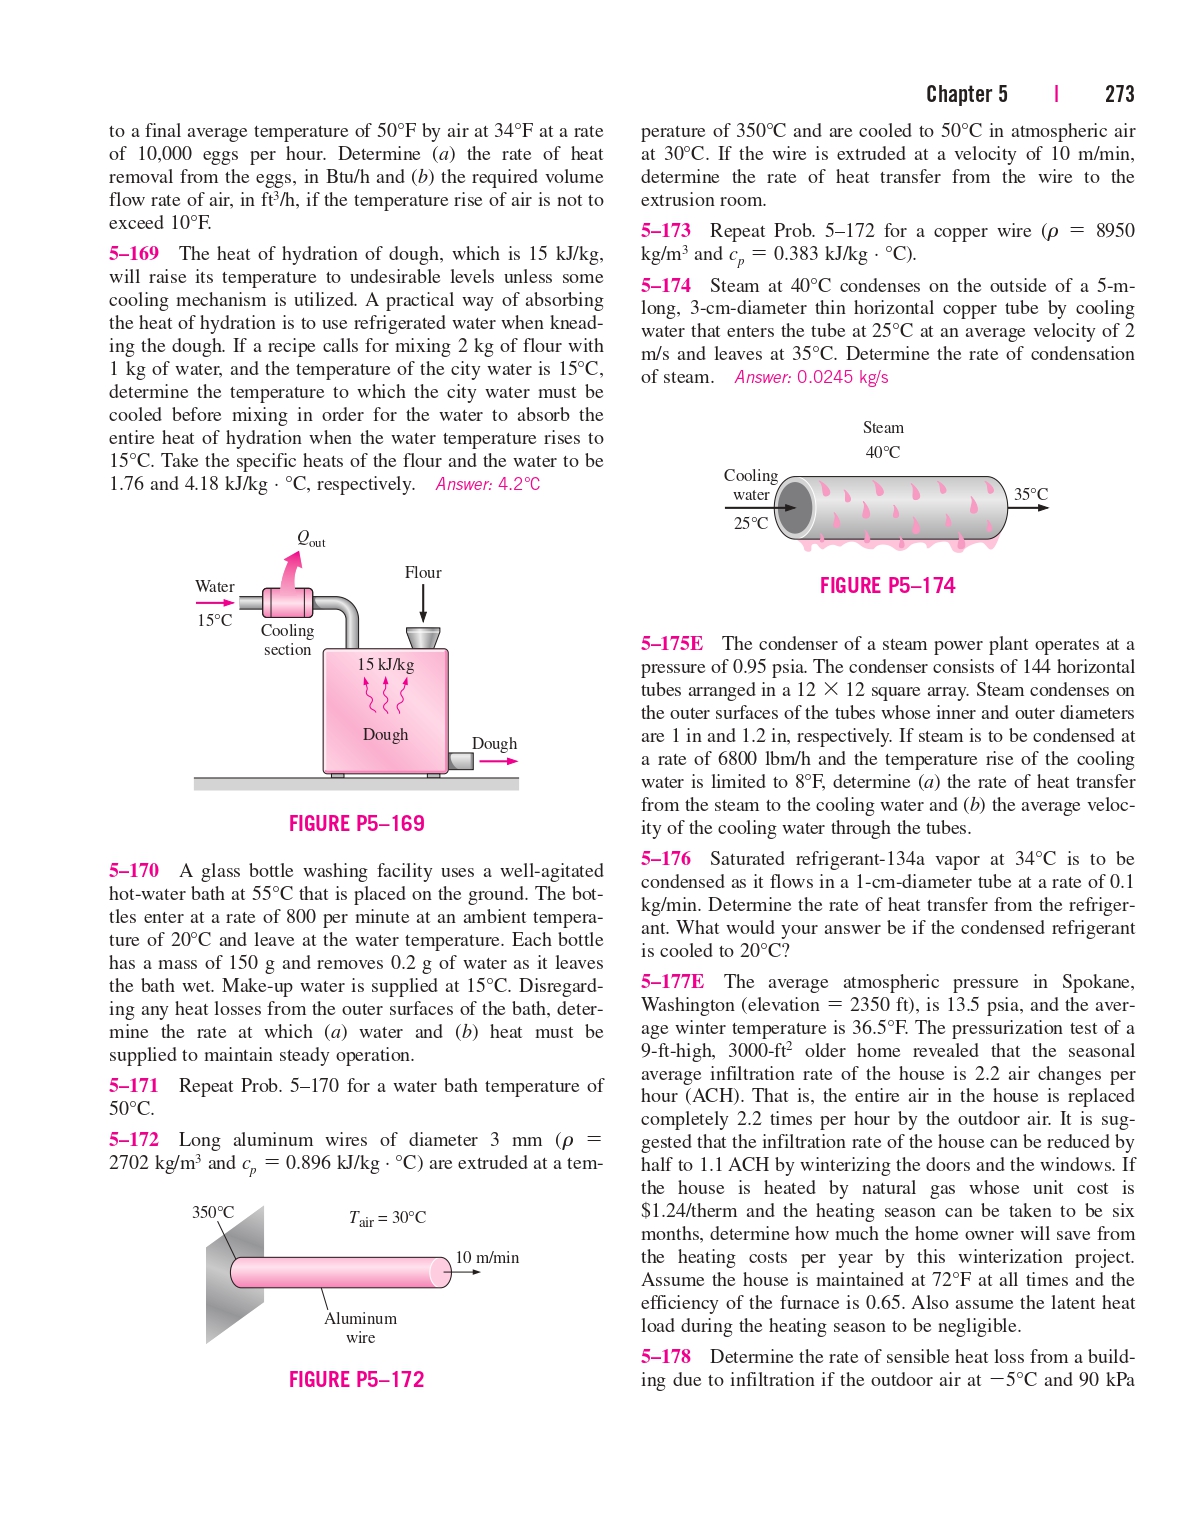 Chapter 5 | 273
to a final average temperature of 50°F by air at 34°F at a rate
of 10,000 eggs per hour. Determine (a) the rate of heat
removal from the eggs, in Btu/h and (b) the required volume
flow rate of air, in ft³/h, if the temperature rise of air is not to
exceed 10°F.
5–169 The heat of hydration of dough, which is 15 kJ/kg,
will raise its temperature to undesirable levels unless some
cooling mechanism is utilized. A practical way of absorbing
the heat of hydration is to use refrigerated water when knead-
ing the dough. If a recipe calls for mixing 2 kg of flour with
1 kg of water, and the temperature of the city water is 15°C,
determine the temperature to which the city water must be
cooled before mixing in order for the water to absorb the
entire heat of hydration when the water temperature rises to
15°C. Take the specific heats of the flour and the water to be
1.76 and 4.18 kJ/kg · °C, respectively. Answer: 4.2°C
Qout
Flour
Water
15°C
Cooling
section
15 kJ/kg
Dough
Dough
FIGURE P5–169
5–170 A glass bottle washing facility uses a well-agitated
hot-water bath at 55°C that is placed on the ground. The bot-
tles enter at a rate of 800 per minute at an ambient tempera-
ture of 20°C and leave at the water temperature. Each bottle
has a mass of 150 g and removes 0.2 g of water as it leaves
the bath wet. Make-up water is supplied at 15°C. Disregard-
ing any heat losses from the outer surfaces of the bath, deter-
mine the rate at which (a) water and (b) heat must be
supplied to maintain steady operation.
5–171 Repeat Prob. 5–170 for a water bath temperature of
50°C.
5–172 Long aluminum wires of diameter 3 mm (ρ =
2702 kg/m³ and cp = 0.896 kJ/kg · °C) are extruded at a tem-
350°C
Tair = 30°C
10 m/min
Aluminum
wire
FIGURE P5–172
perature of 350°C and are cooled to 50°C in atmospheric air
at 30°C. If the wire is extruded at a velocity of 10 m/min,
determine the rate of heat transfer from the wire to the
extrusion room.
5–173 Repeat Prob. 5–172 for a copper wire (ρ = 8950
kg/m³ and cp = 0.383 kJ/kg · °C).
5–174 Steam at 40°C condenses on the outside of a 5-m-
long, 3-cm-diameter thin horizontal copper tube by cooling
water that enters the tube at 25°C at an average velocity of 2
m/s and leaves at 35°C. Determine the rate of condensation
of steam. Answer: 0.0245 kg/s
Steam
40°C
Cooling
water
25°C
35°C
FIGURE P5–174
5–175E The condenser of a steam power plant operates at a
pressure of 0.95 psia. The condenser consists of 144 horizontal
tubes arranged in a 12 × 12 square array. Steam condenses on
the outer surfaces of the tubes whose inner and outer diameters
are 1 in and 1.2 in, respectively. If steam is to be condensed at
a rate of 6800 lbm/h and the temperature rise of the cooling
water is limited to 8°F, determine (a) the rate of heat transfer
from the steam to the cooling water and (b) the average veloc-
ity of the cooling water through the tubes.
5–176 Saturated refrigerant-134a vapor at 34°C is to be
condensed as it flows in a 1-cm-diameter tube at a rate of 0.1
kg/min. Determine the rate of heat transfer from the refriger-
ant. What would your answer be if the condensed refrigerant
is cooled to 20°C?
5–177E The average atmospheric pressure in Spokane,
Washington (elevation = 2350 ft), is 13.5 psia, and the aver-
age winter temperature is 36.5°F. The pressurization test of a
9-ft-high, 3000-ft² older home revealed that the seasonal
average infiltration rate of the house is 2.2 air changes per
hour (ACH). That is, the entire air in the house is replaced
completely 2.2 times per hour by the outdoor air. It is sug-
gested that the infiltration rate of the house can be reduced by
half to 1.1 ACH by winterizing the doors and the windows. If
the house is heated by natural gas whose unit cost is
$1.24/therm and the heating season can be taken to be six
months, determine how much the home owner will save from
the heating costs per year by this winterization project.
Assume the house is maintained at 72°F at all times and the
efficiency of the furnace is 0.65. Also assume the latent heat
load during the heating season to be negligible.
5–178 Determine the rate of sensible heat loss from a build-
ing due to infiltration if the outdoor air at −5°C and 90 kPa